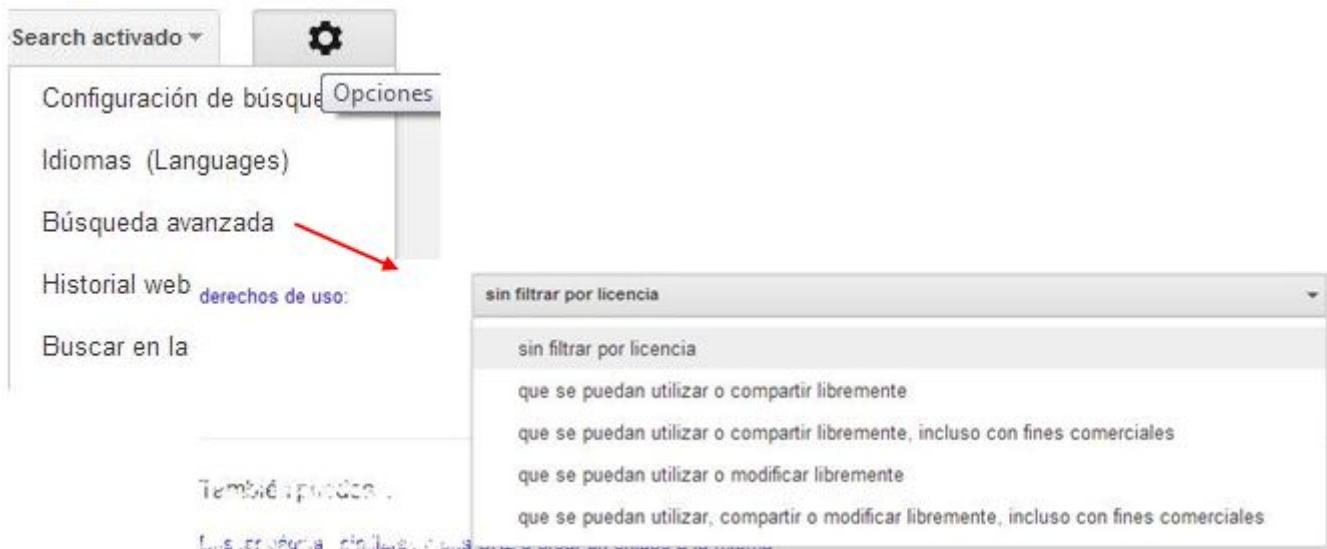 Search activado
Opciones
Configuración de búsque
Idiomas (Languages)
Búsqueda avanzada
Historial web
derechos de uso:
Buscar en la
sin filtrar por licencia
sin filtrar por licencia
que se puedan utilizar o compartir libremente
que se puedan utilizar o compartir libremente, incluso con fines comerciales
que se puedan utilizar o modificar libremente
que se puedan utilizar, compartir o modificar libremente, incluso con fines comerciales
También